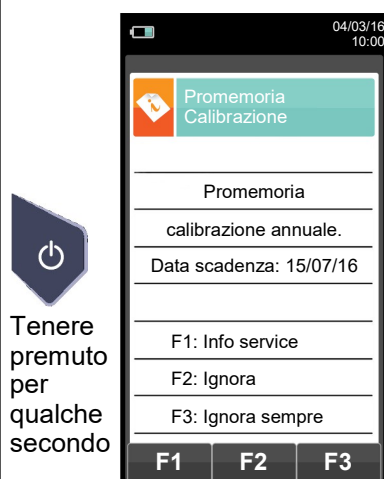 04/03/16
10:00
Promemoria
Calibrazione
Promemoria
calibrazione annuale.
Data scadenza: 15/07/16
Tenere
premuto
per
qualche
secondo
F1: Info service
F2: Ignora
F3: Ignora sempre
F1 F2 F3